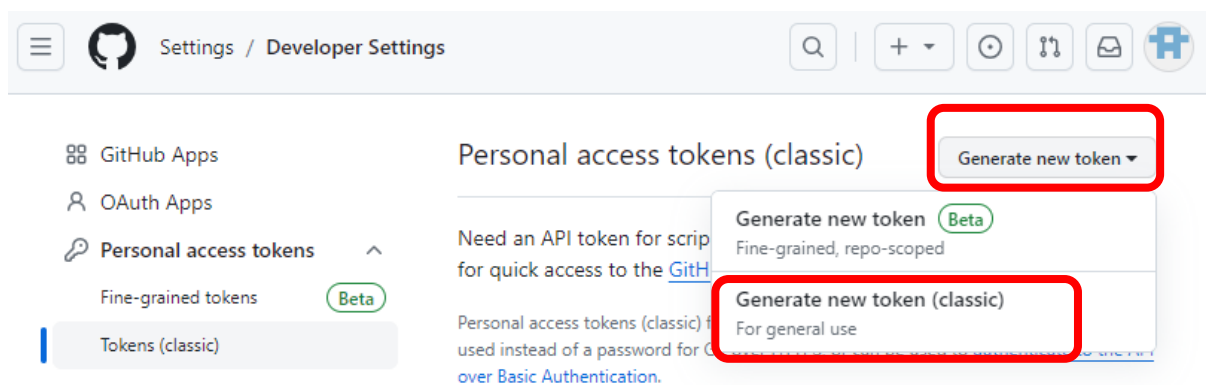 Settings / Developer Settings
GitHub Apps
OAuth Apps
Personal access tokens
Fine-grained tokens Beta
Tokens (classic)
Personal access tokens (classic)
Generate new token
Generate new token Beta
Fine-grained, repo-scoped
Generate new token (classic)
For general use
Need an API token for scrip
for quick access to the GitH
Personal access tokens (classic) f
used instead of a password for G
over Basic Authentication.